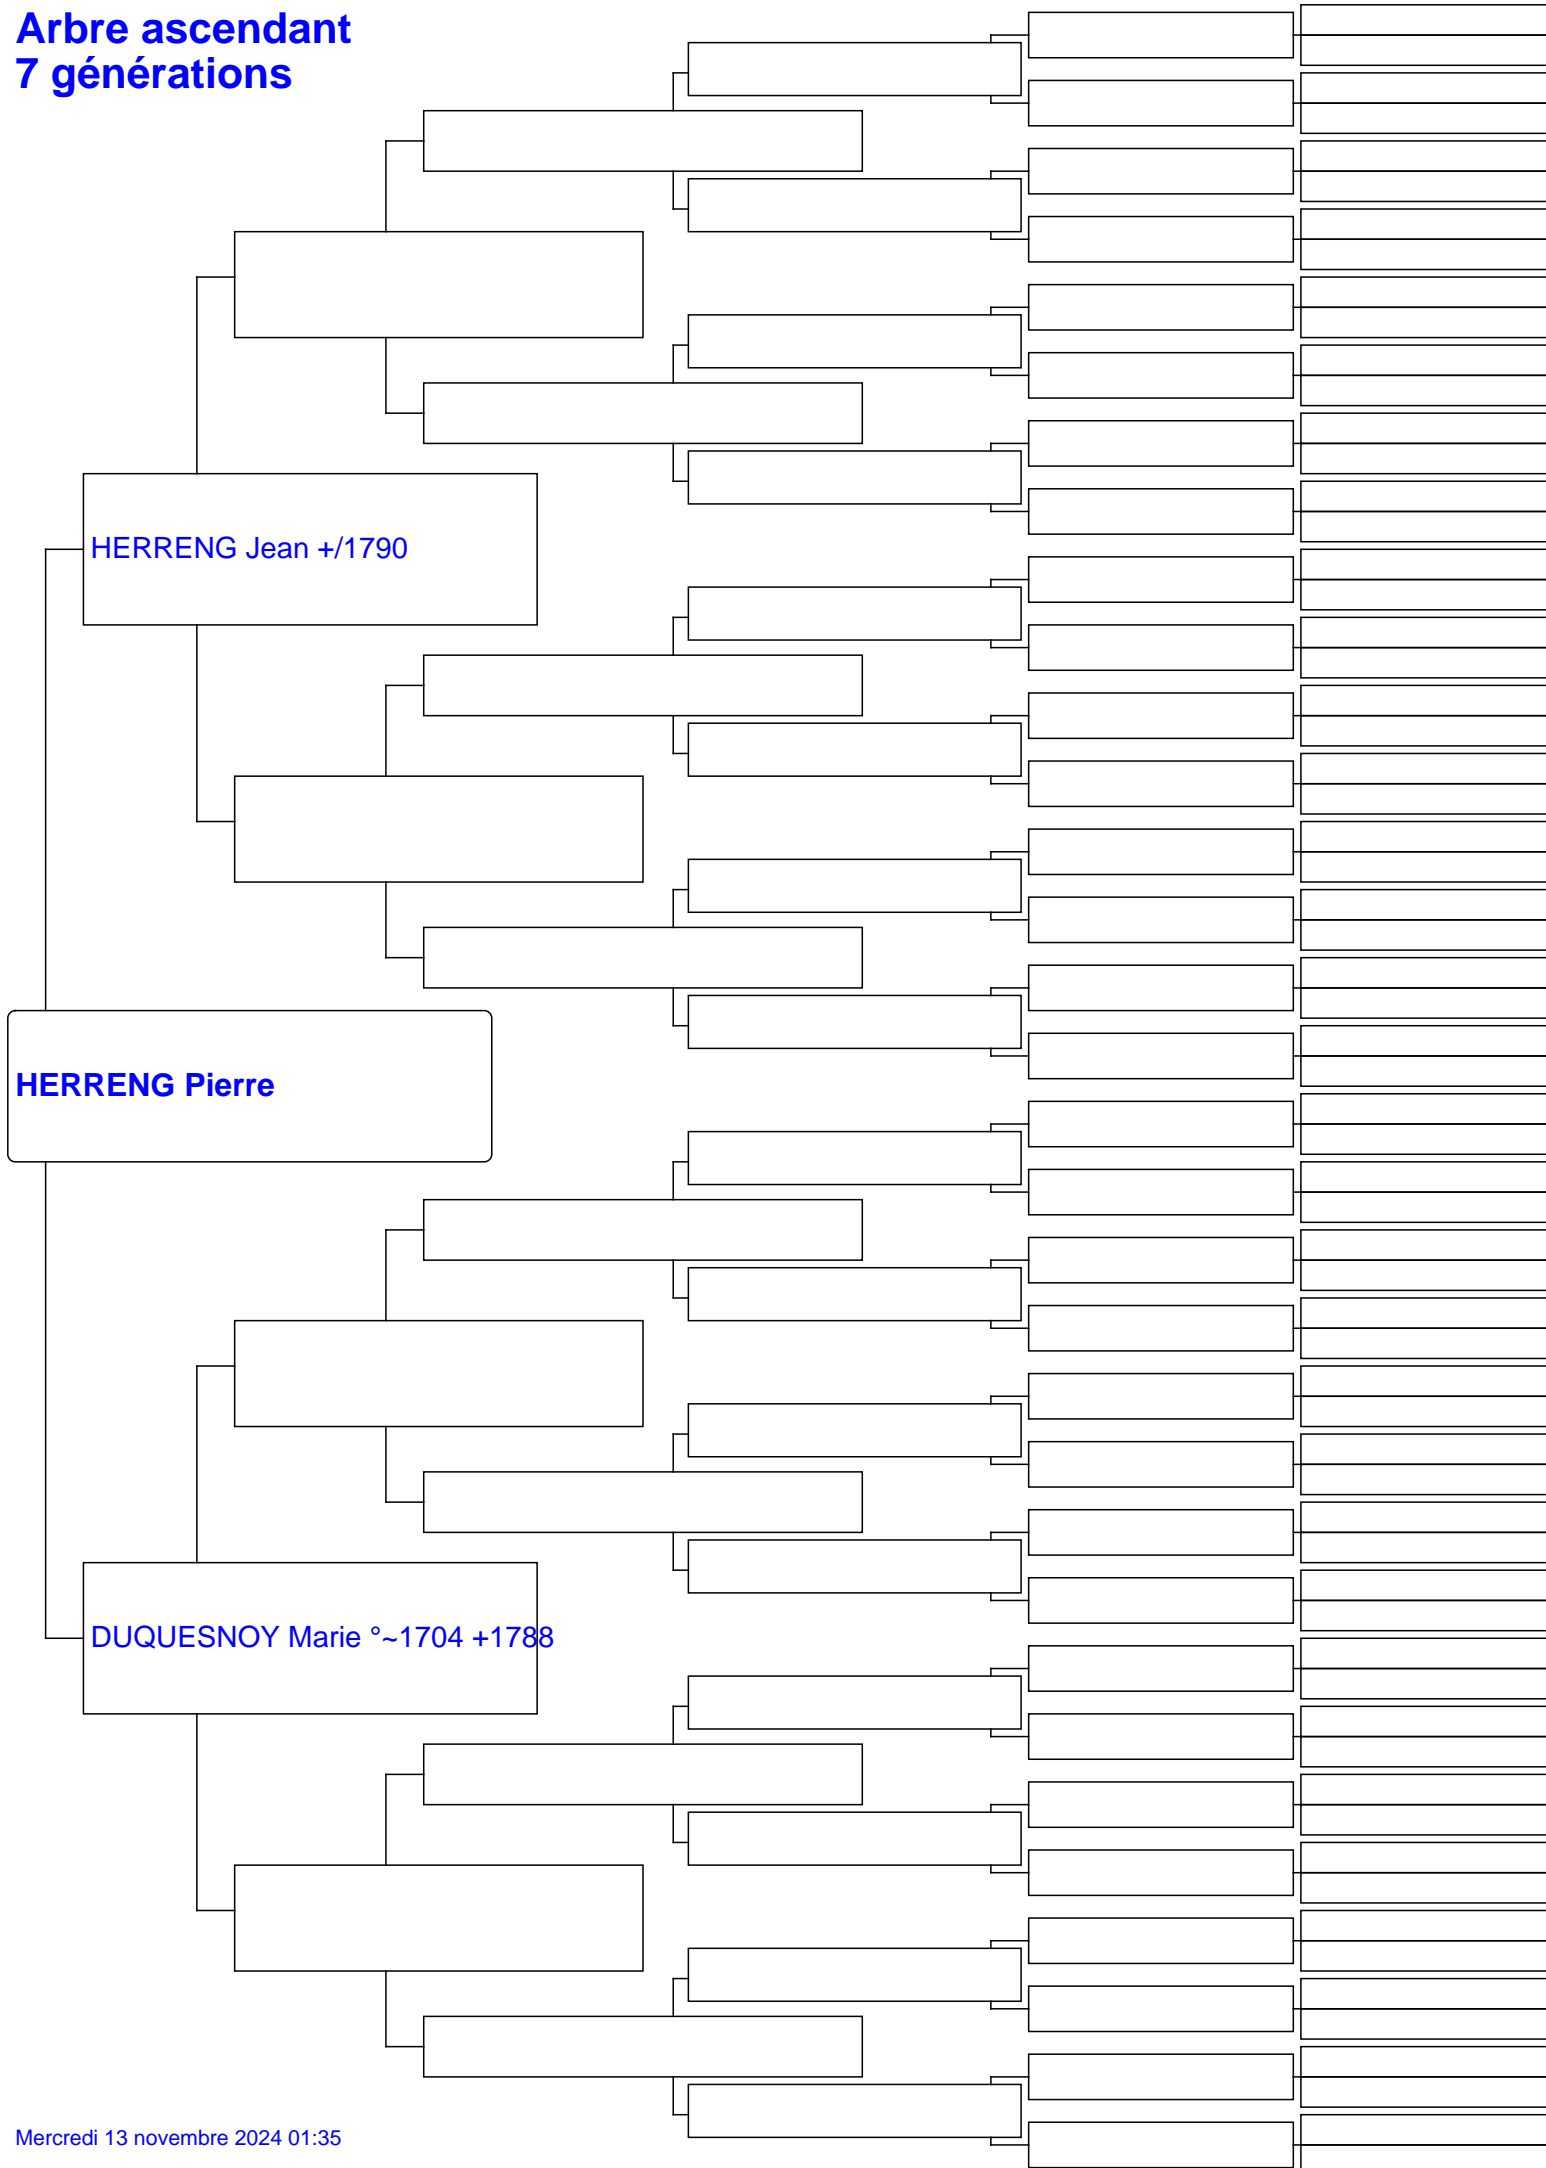 Arbre ascendant
7 générations
HERRENG Jean +/1790
HERRENG Pierre
DUQUESNOY Marie °~1704 +1788
Mercredi 13 novembre 2024 01:35